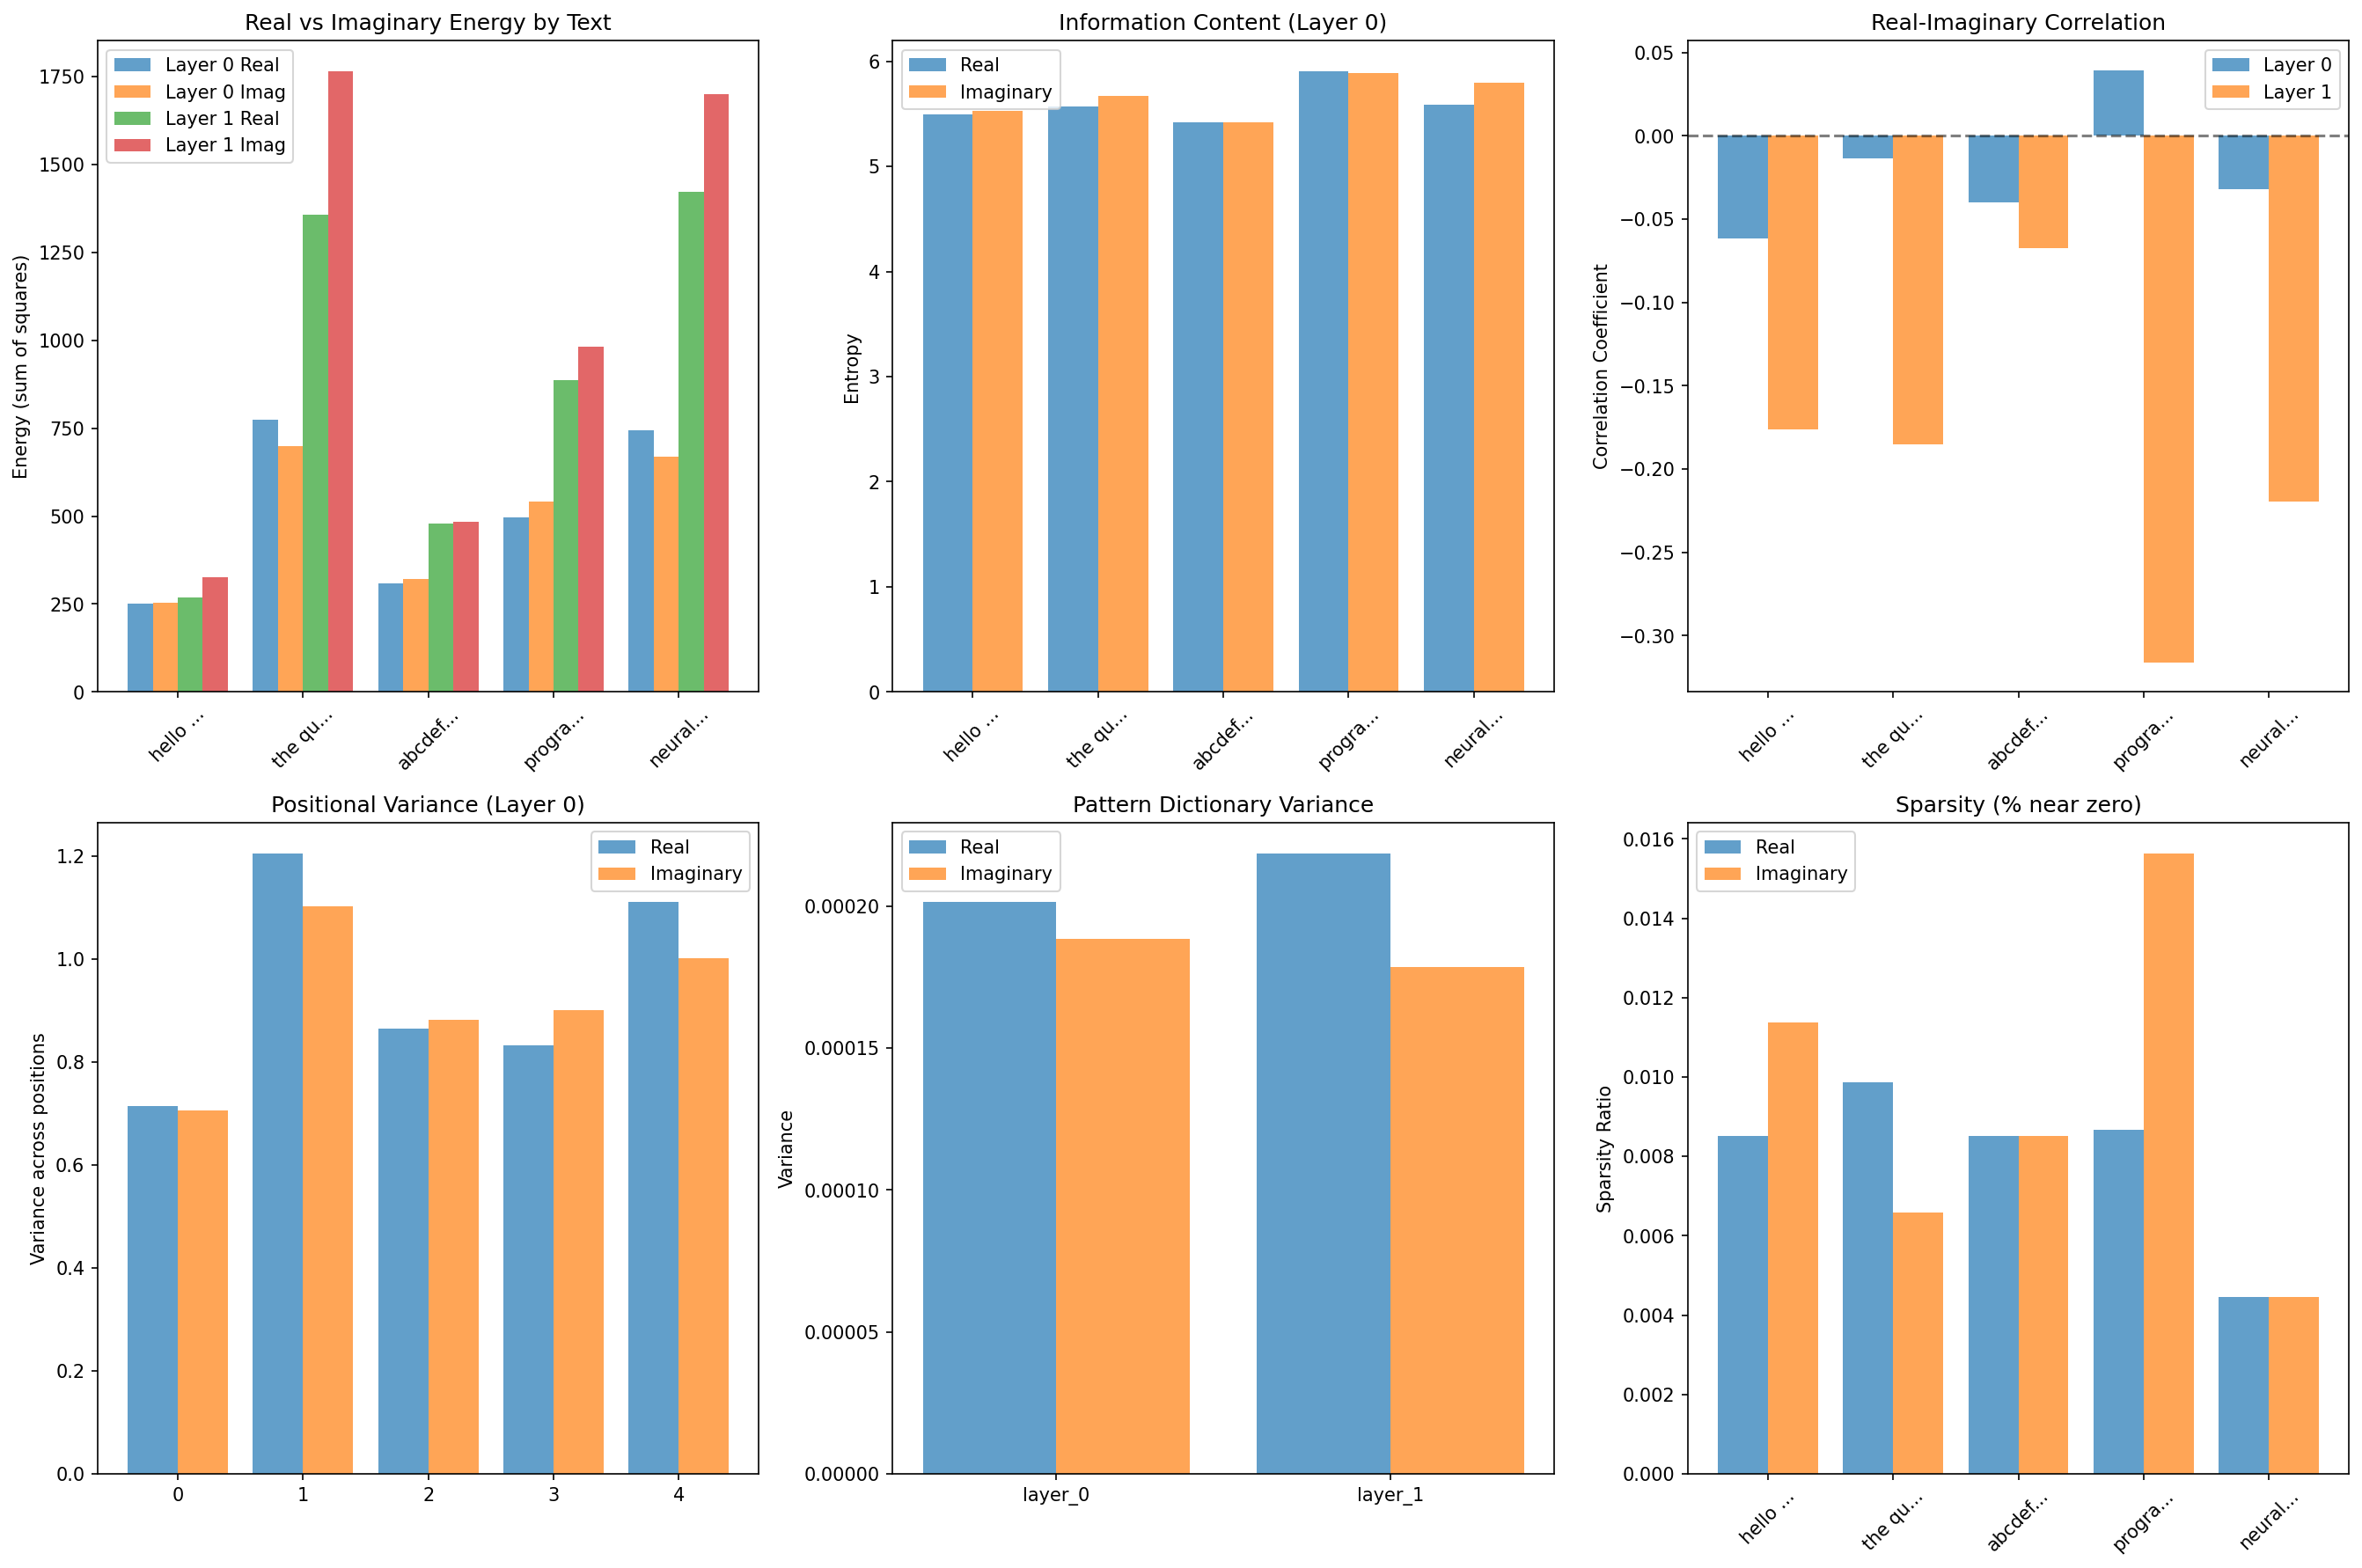 Real vs Imaginary Energy by Text
Energy (sum of squares)
1750
1500
1250
1000
750
500
250
0
Layer 0 Real
Layer 0 Imag
Layer 1 Real
Layer 1 Imag
hello ...
the qu...
abcdef...
progra...
neural...
Information Content (Layer 0)
Entropy
6
5
4
3
2
1
0
Real
Imaginary
hello ...
the qu...
abcdef...
progra...
neural...
Real-Imaginary Correlation
Correlation Coefficient
0.05
0.00
−0.05
−0.10
−0.15
−0.20
−0.25
−0.30
Layer 0
Layer 1
hello ...
the qu...
abcdef...
progra...
neural...
Positional Variance (Layer 0)
Variance across positions
1.2
1.0
0.8
0.6
0.4
0.2
0.0
Real
Imaginary
0
1
2
3
4
Pattern Dictionary Variance
Variance
0.00020
0.00015
0.00010
0.00005
0.00000
Real
Imaginary
layer_0
layer_1
Sparsity (% near zero)
Sparsity Ratio
0.016
0.014
0.012
0.010
0.008
0.006
0.004
0.002
0.000
Real
Imaginary
hello ...
the qu...
abcdef...
progra...
neural...